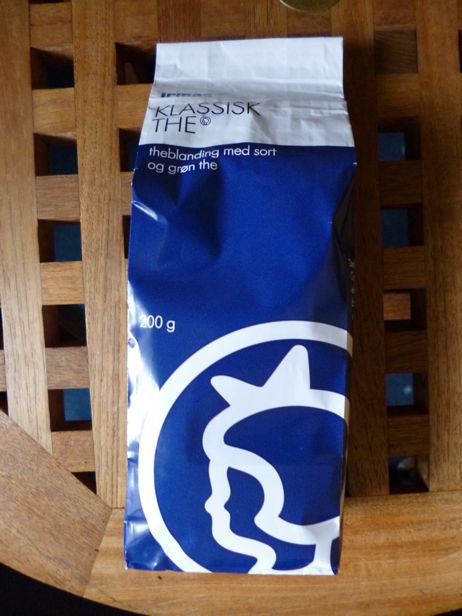 KLASSISK
THE©
theblanding med sort
og grøn the
200 g